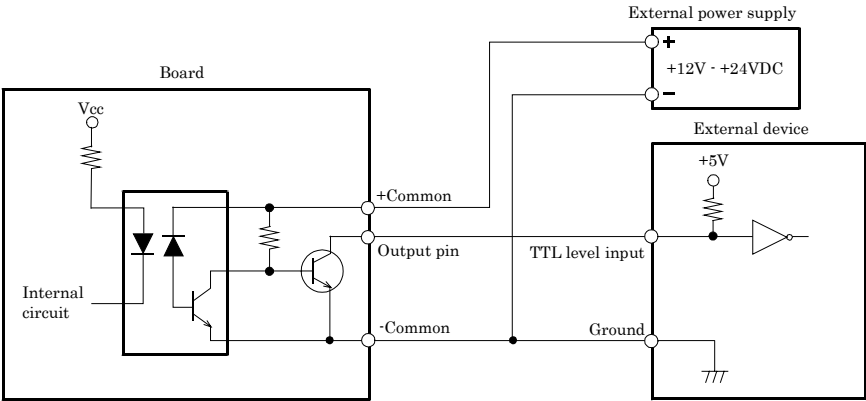 External power supply
+
+12V - +24VDC
-
Board
Vcc
External device
+5V
+Common
Output pin
TTL level input
Internal
circuit
-Common
Ground